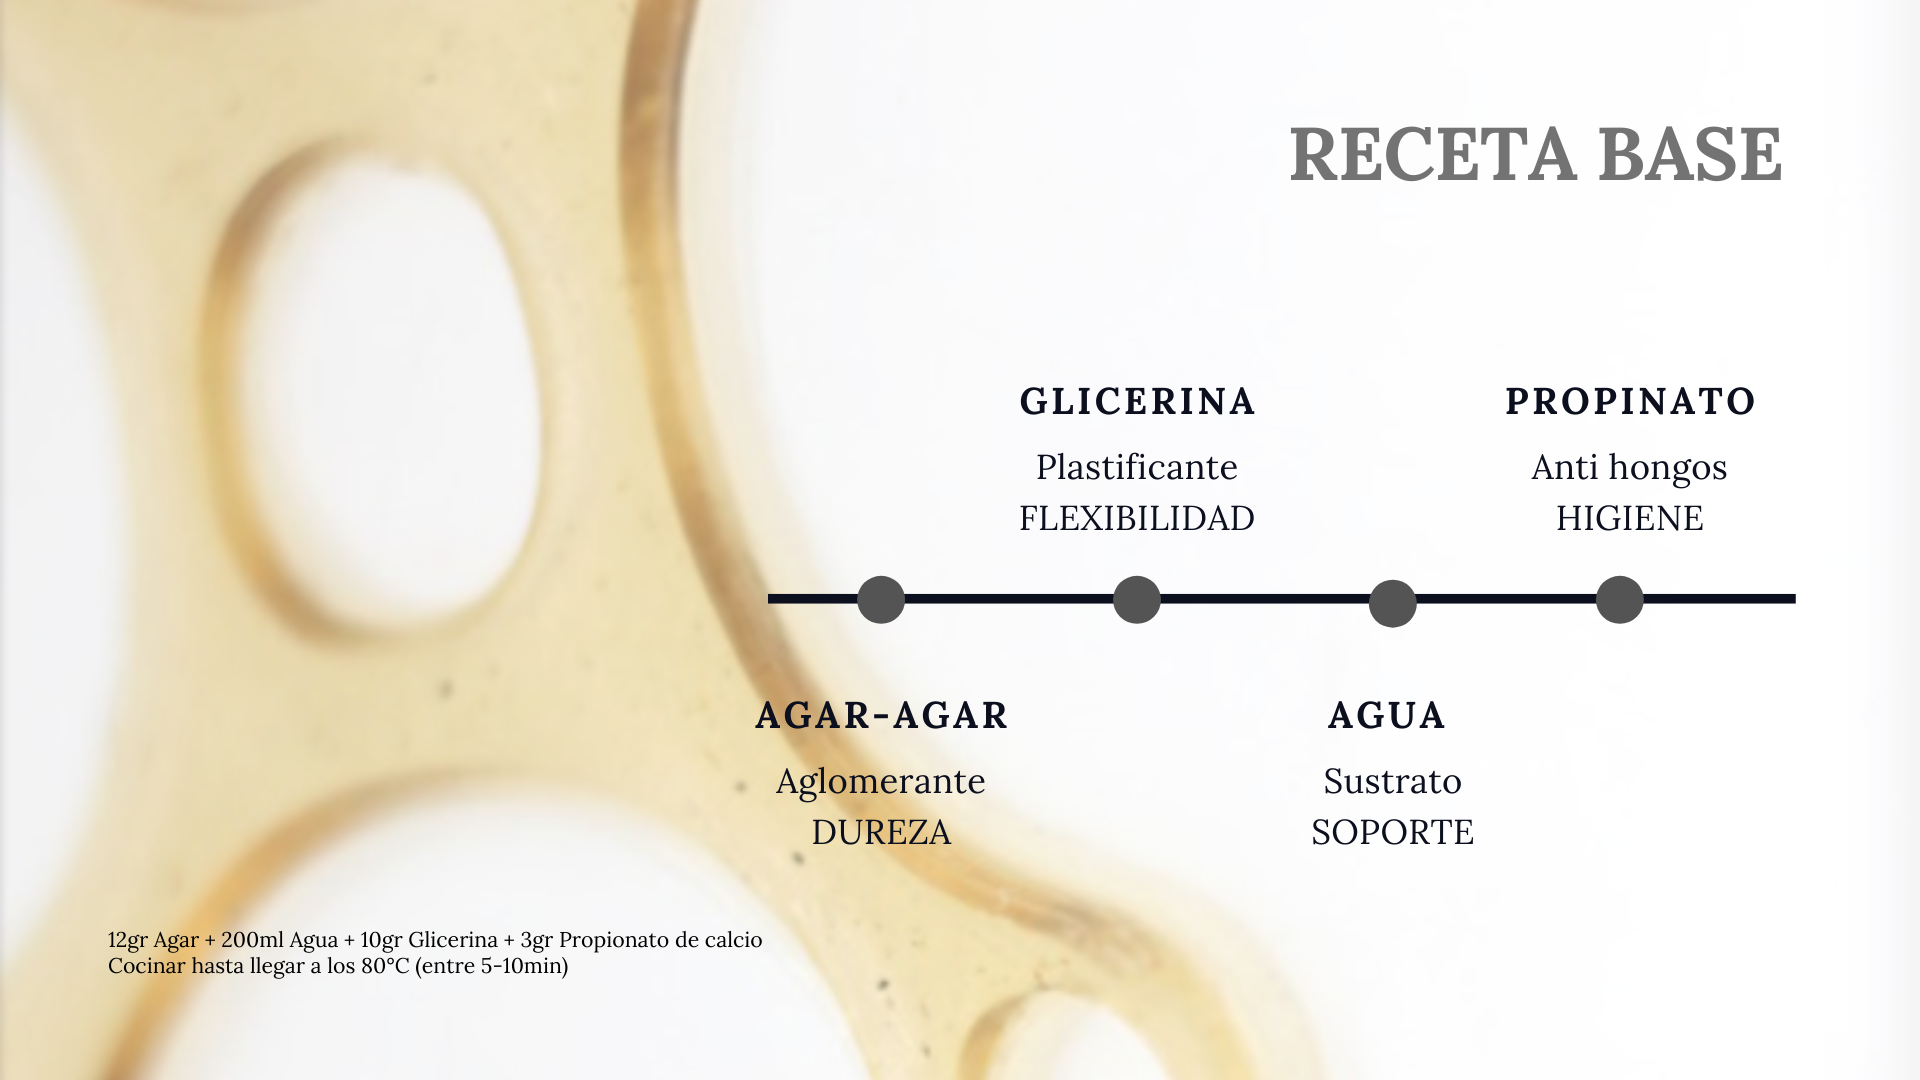 RECETA BASE
GLICERINA
Plastificante
FLEXIBILIDAD
PROPINATO
Anti hongos
HIGIENE
AGAR-AGAR
Aglomerante
DUREZA
AGUA
Sustrato
SOPORTE
12gr Agar + 200ml Agua + 10gr Glicerina + 3gr Propionato de calcio
Cocinar hasta llegar a los 80°C (entre 5-10min)